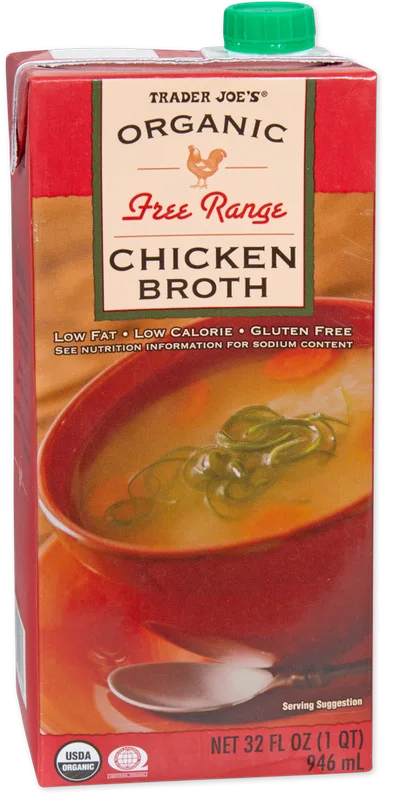 TRADER JOE'S®
ORGANIC
Free Range
CHICKEN
BROTH
LOW FAT • LOW CALORIE • GLUTEN FREE
SEE NUTRITION INFORMATION FOR SODIUM CONTENT
Serving Suggestion
USDA
ORGANIC
NET 32 FL OZ (1 QT)
946 mL